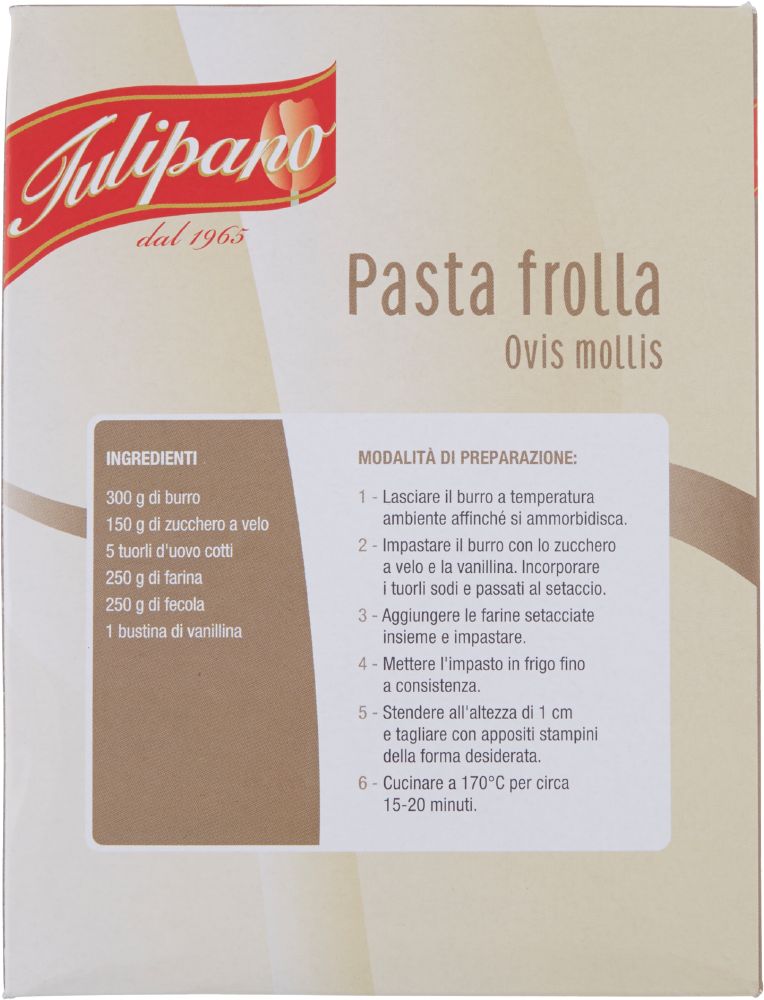 Tulipano
dal 1965
Pasta frolla
Ovis mollis
INGREDIENTI
300 g di burro
150 g di zucchero a velo
5 tuorli d'uovo cotti
250 g di farina
250 g di fecola
1 bustina di vanillina
MODALITÀ DI PREPARAZIONE:
1 - Lasciare il burro a temperatura
ambiente affinché si ammorbidisca.
2 - Impastare il burro con lo zucchero
a velo e la vanillina. Incorporare
i tuorli sodi e passati al setaccio.
3 - Aggiungere le farine setacciate
insieme e impastare.
4 - Mettere l'impasto in frigo fino
a consistenza.
5 - Stendere all'altezza di 1 cm
e tagliare con appositi stampini
della forma desiderata.
6 - Cucinare a 170°C per circa
15-20 minuti.